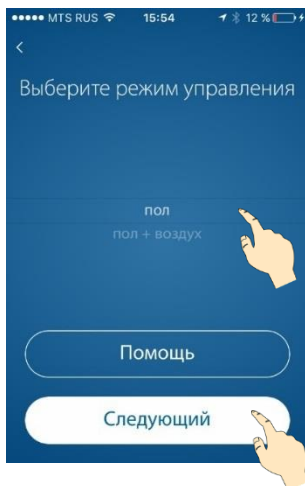 MTS RUS 15:54 12 %
Выберите режим управления
пол
пол + воздух
Помощь
Следующий